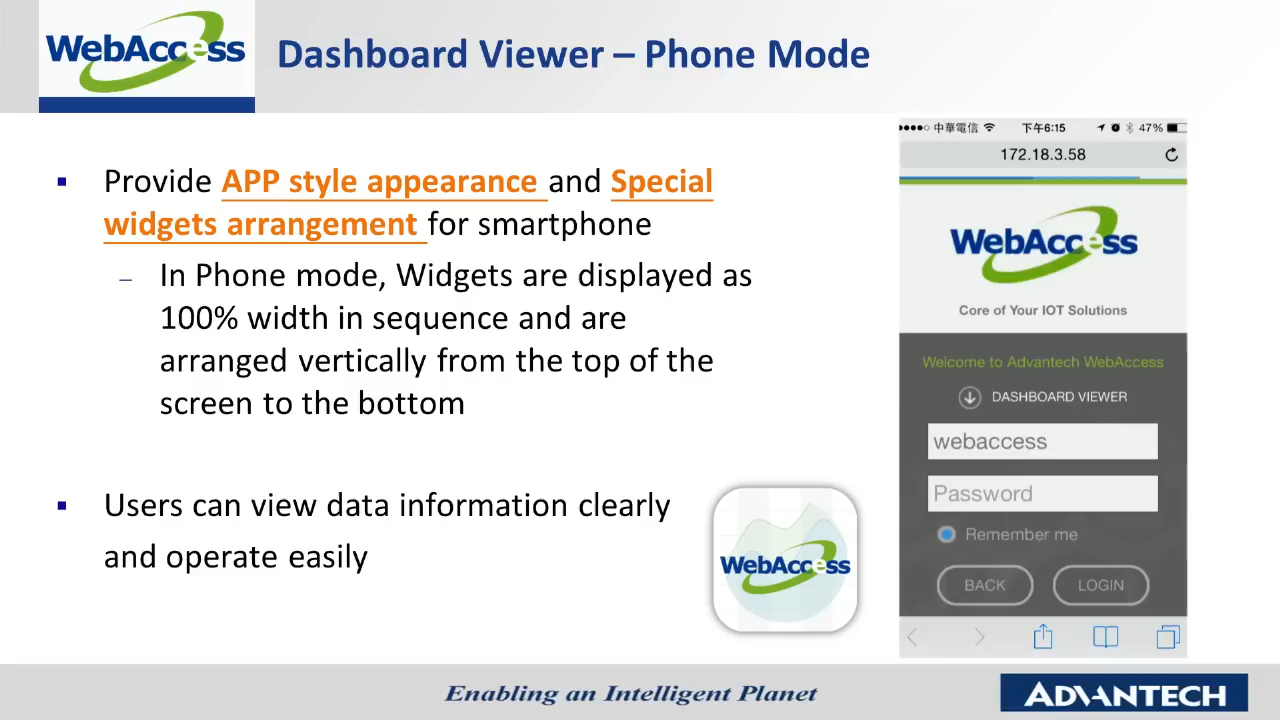 WebAccess
Dashboard Viewer – Phone Mode
▪ Provide APP style appearance and Special
widgets arrangement for smartphone
– In Phone mode, Widgets are displayed as
100% width in sequence and are
arranged vertically from the top of the
screen to the bottom
▪ Users can view data information clearly
and operate easily
WebAccess
中華電信 下午6:15 47%
172.18.3.58
WebAccess
Core of Your IOT Solutions
Welcome to Advantech WebAccess
DASHBOARD VIEWER
webaccess
Password
Remember me
BACK LOGIN
Enabling an Intelligent Planet
ADVANTECH